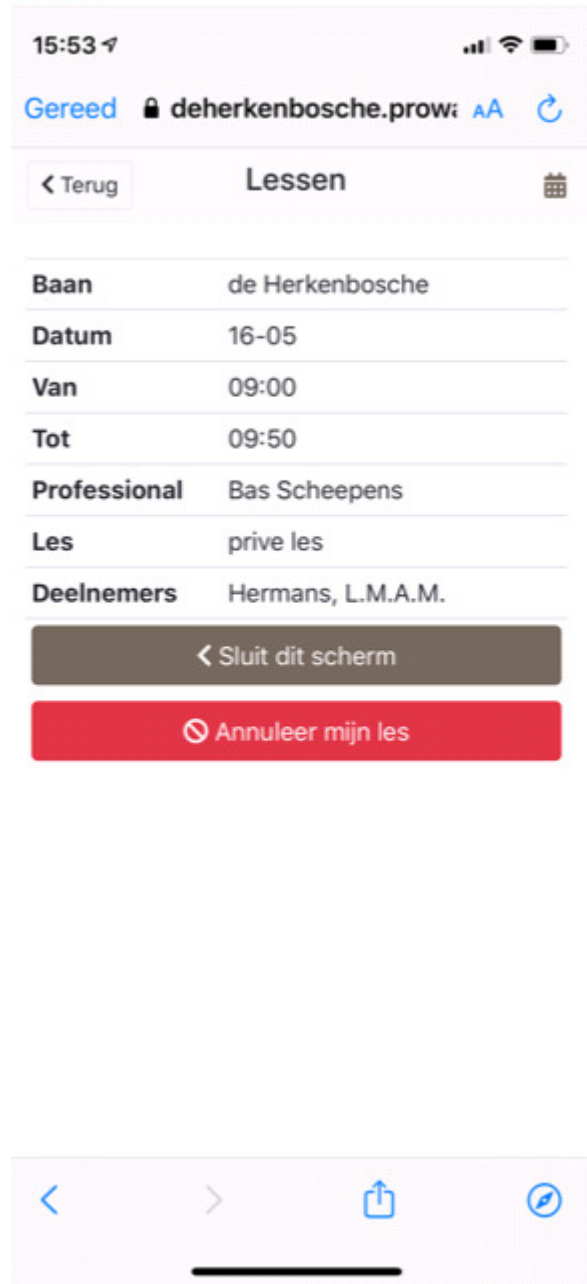 15:53
Gereed deherkenbosche.prowa AA
Terug Lessen
Baan de Herkenbosche
Datum 16-05
Van 09:00
Tot 09:50
Professional Bas Scheepens
Les prive les
Deelnemers Hermans, L.M.A.M.
Sluit dit scherm
Annuleer mijn les